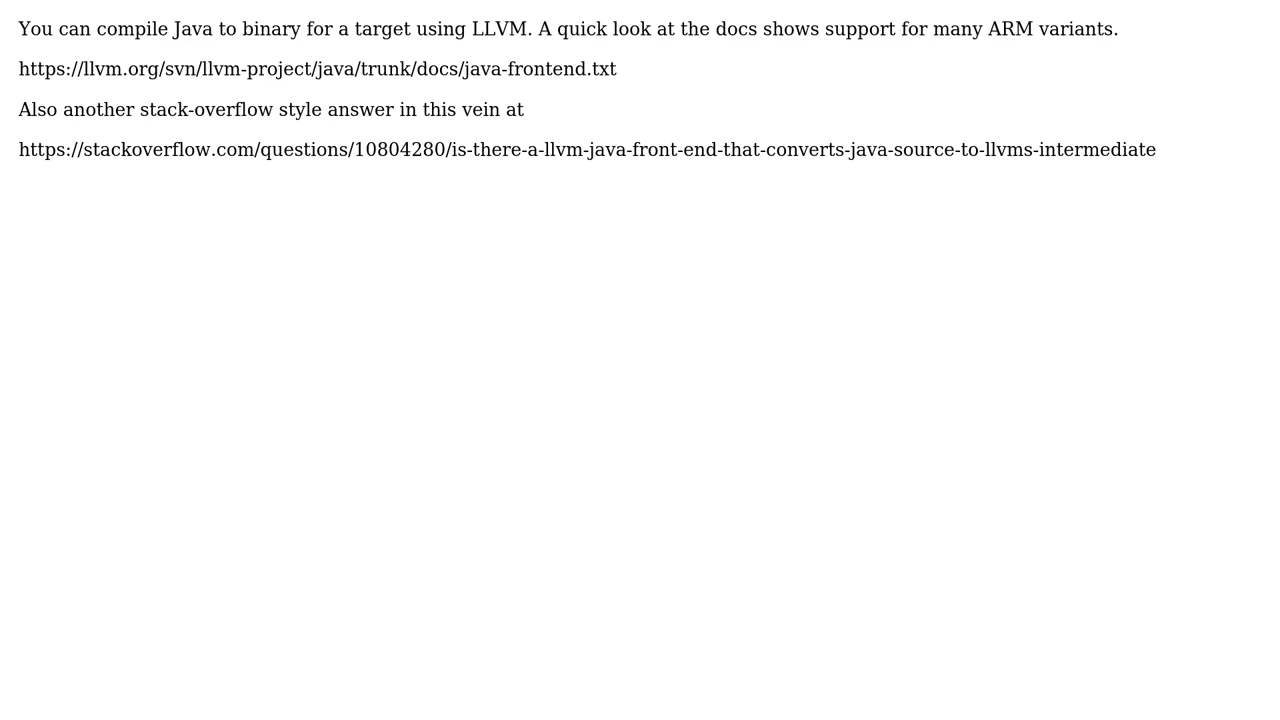 You can compile Java to binary for a target using LLVM. A quick look at the docs shows support for many ARM variants.
https://llvm.org/svn/llvm-project/java/trunk/docs/java-frontend.txt
Also another stack-overflow style answer in this vein at
https://stackoverflow.com/questions/10804280/is-there-a-llvm-java-front-end-that-converts-java-source-to-llvms-intermediate